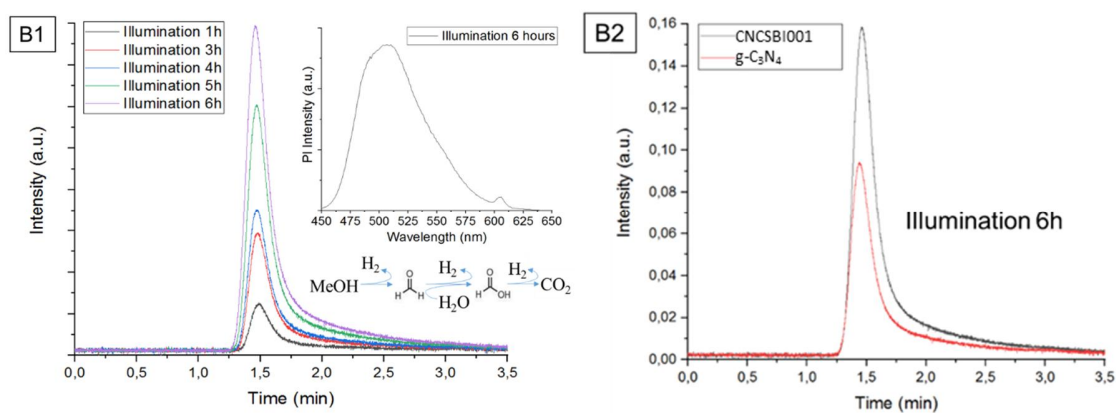 B1
Illumination 1h
Illumination 3h
Illumination 4h
Illumination 5h
Illumination 6h
Intensity (a.u.)
0,0 0,5 1,0 1,5 2,0 2,5 3,0 3,5
Time (min)
Illumination 6 hours
PI Intensity (a.u.)
450 475 500 525 550 575 600 625 650
Wavelength (nm)
H₂ H₂ H₂
O O
MeOH H H H OH CO₂
H₂O
B2
CNCSBI001
g-C₃N₄
Intensity (a.u.)
0,16
0,14
0,12
0,10
0,08
0,06
0,04
0,02
0,00
Illumination 6h
0,0 0,5 1,0 1,5 2,0 2,5 3,0 3,5
Time (min)